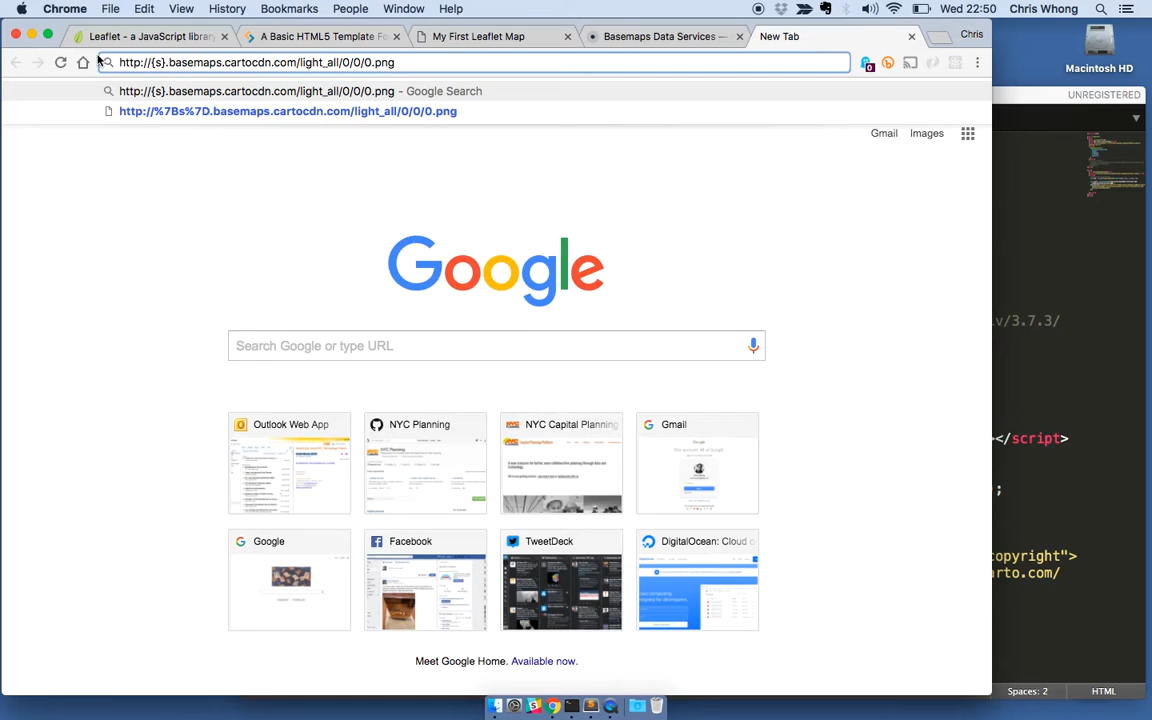 Chrome File Edit View History Bookmarks People Window Help Wed 22:50 Chris Whong
Leaflet - a JavaScript library
A Basic HTML5 Template Fo
My First Leaflet Map
Basemaps Data Services —
New Tab
Chris
Macintosh HD
http://{s}.basemaps.cartocdn.com/light_all/0/0/0.png
http://{s}.basemaps.cartocdn.com/light_all/0/0/0.png - Google Search
http://%7Bs%7D.basemaps.cartocdn.com/light_all/0/0/0.png
UNREGISTERED
Gmail Images
Google
Search Google or type URL
Outlook Web App
NYC Planning
NYC Capital Planning
Gmail
Google
Facebook
TweetDeck
DigitalOcean: Cloud c
Meet Google Home. Available now.
/3.7.3/
></script>
;
copyright">
arto.com/
Spaces: 2 HTML